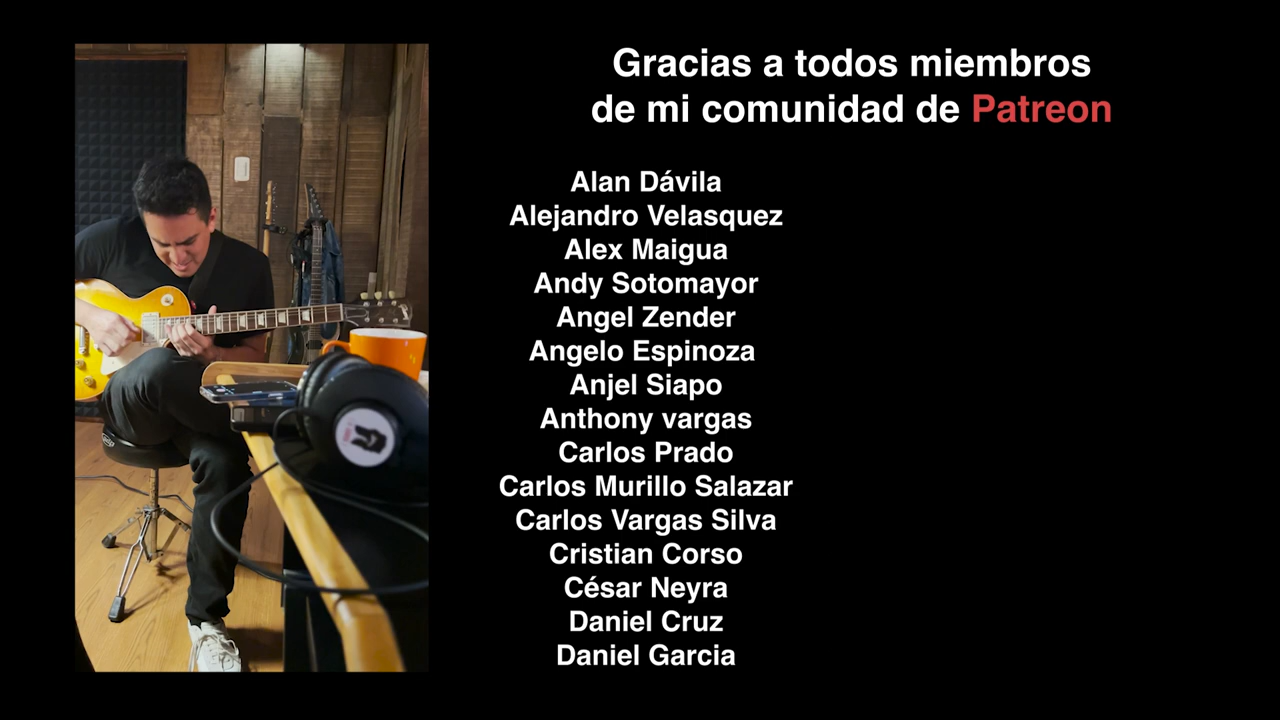 Gracias a todos miembros
de mi comunidad de Patreon
Alan Dávila
Alejandro Velasquez
Alex Maigua
Andy Sotomayor
Angel Zender
Angelo Espinoza
Anjel Siapo
Anthony vargas
Carlos Prado
Carlos Murillo Salazar
Carlos Vargas Silva
Cristian Corso
César Neyra
Daniel Cruz
Daniel Garcia